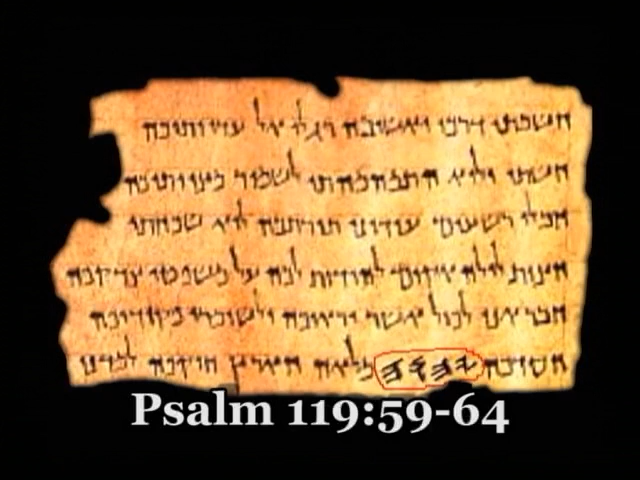 חשבתי דרכי ואשיבה רגלי אל עדוותיכה
חשתי ולוא התמהמהתי לשמור מצוותיכה
חבלי רשעים עודוני תורתכה לוא שכחתי
חצות לילה אקום להודות לכה על משפטי צדקכה
חבר אני לכול אשר יראוכה ולשומרי פקודיכה
חסדכה 𐤉𐤄𐤅𐤄 מלאה הארץ חוקיכה למדני
Psalm 119:59-64